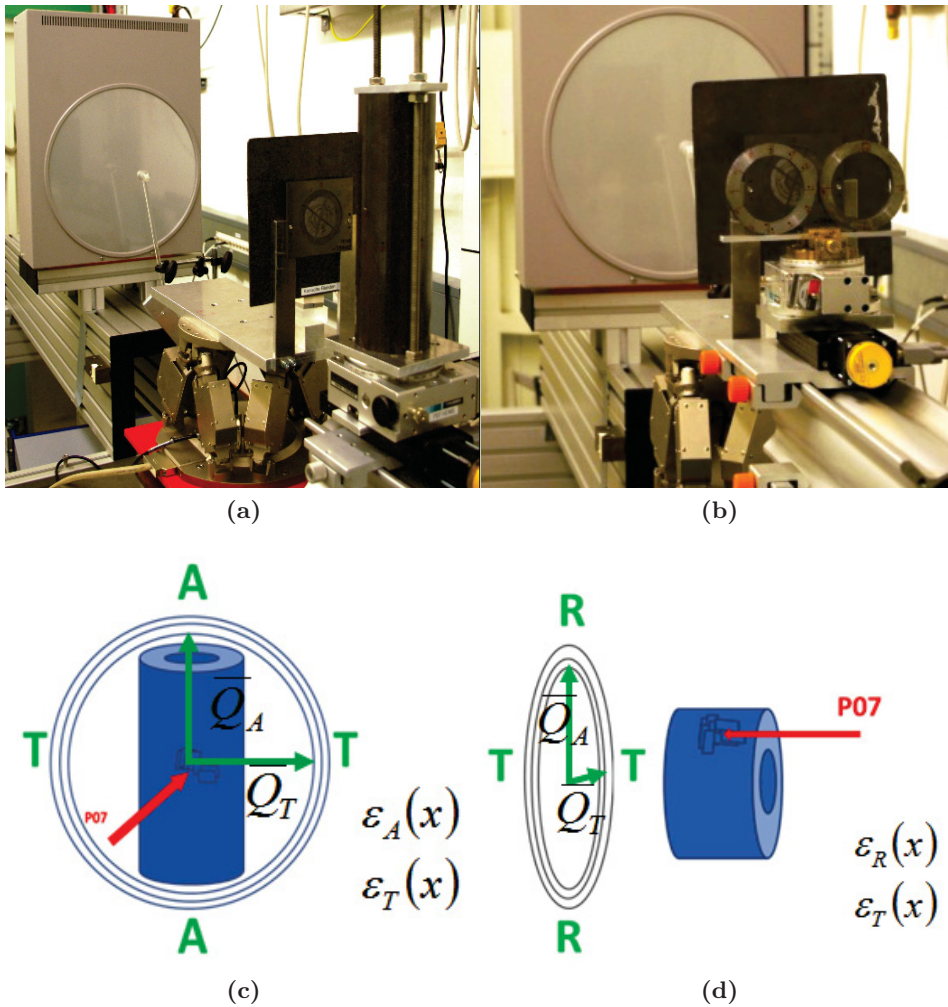 (a)
(b)
A
T
T
Q_A
Q_T
P07
A
ε_A(x)
ε_T(x)
(c)
R
T
T
Q_A
Q_T
R
P07
ε_R(x)
ε_T(x)
(d)